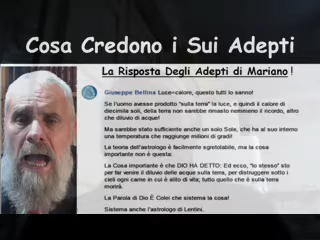 Cosa Credono i Sui Adepti
La Risposta Degli Adepti di Mariano !
Giuseppe Bellina Luce=calore, questo tutti lo sanno!
Se l'uomo avesse prodotto "sulla terra" la luce, e quindi il calore di
diecimila soli, della terra non sarebbe rimasto nemmeno il ricordo, altro
che diluvio di acque!
Ma sarebbe stato sufficiente anche un solo Sole, che ha al suo interno
una temperatura che raggiunge milioni di gradi!
La teoria dell'astrologo è facilmente sgretolabile, ma la cosa
importante non è questa:
La Cosa importante è che DIO HA DETTO: Ed ecco, "io stesso" sto
per far venire il diluvio delle acque sulla terra, per distruggere sotto i
cieli ogni carne in cui è alito di vita; tutto quello che è sulla terra
morirà.
La Parola di Dio È Colei che sistema la cosa!
Sistema anche l'astrologo di Lentini.